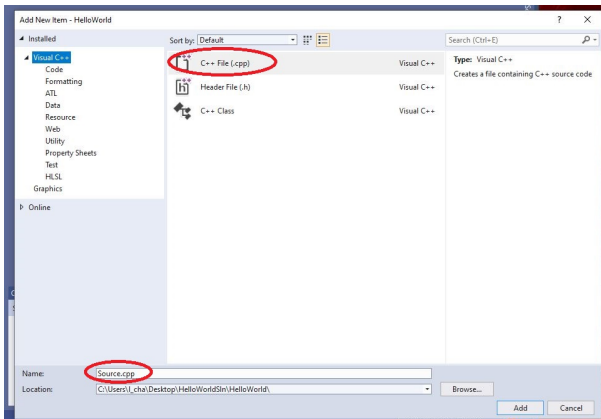 Add New Item - HelloWorld
? ×
Installed
Sort by: Default
Search (Ctrl+E)
Visual C++
Code
Formatting
ATL
Data
Resource
Web
Utility
Property Sheets
Test
HLSL
Graphics
Online
C++ File (.cpp) Visual C++
Header File (.h) Visual C++
C++ Class Visual C++
Type: Visual C++
Creates a file containing C++ source code
Name: Source.cpp
Location: C:\Users\l_cha\Desktop\HelloWorldSln\HelloWorld\ Browse...
Add Cancel